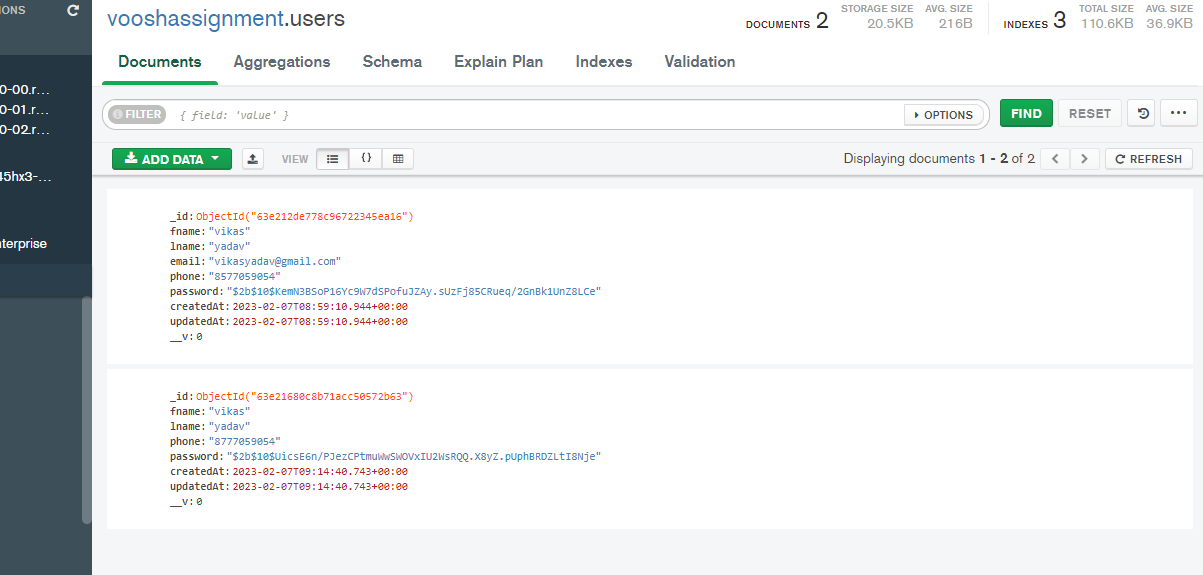 IONS
vooshassignment.users
DOCUMENTS 2
STORAGE SIZE
20.5KB
AVG. SIZE
216B
INDEXES 3
TOTAL SIZE
110.6KB
AVG. SIZE
36.9KB
Documents Aggregations Schema Explain Plan Indexes Validation
0-00.r...
0-01.r...
0-02.r...
45hx3-...
terprise
FILTER { field: 'value' } OPTIONS FIND RESET
ADD DATA VIEW { } Displaying documents 1 - 2 of 2 REFRESH
_id: ObjectId("63e212de778c96722345ea16")
fname: "vikas"
lname: "yadav"
email: "vikasyadav@gmail.com"
phone: "8577059054"
password: "$2b$10$KemN3BSoP16Yc9W7dSPofuJZAy.sUzFj85CRueq/2GnBk1UnZ8LCe"
createdAt: 2023-02-07T08:59:10.944+00:00
updatedAt: 2023-02-07T08:59:10.944+00:00
__v: 0
_id: ObjectId("63e21680c8b71acc50572b63")
fname: "vikas"
lname: "yadav"
phone: "8777059054"
password: "$2b$10$UicsE6n/PJezCPtmuWwSWOVxIU2WsRQQ.X8yZ.pUphBRDZLtI8Nje"
createdAt: 2023-02-07T09:14:40.743+00:00
updatedAt: 2023-02-07T09:14:40.743+00:00
__v: 0